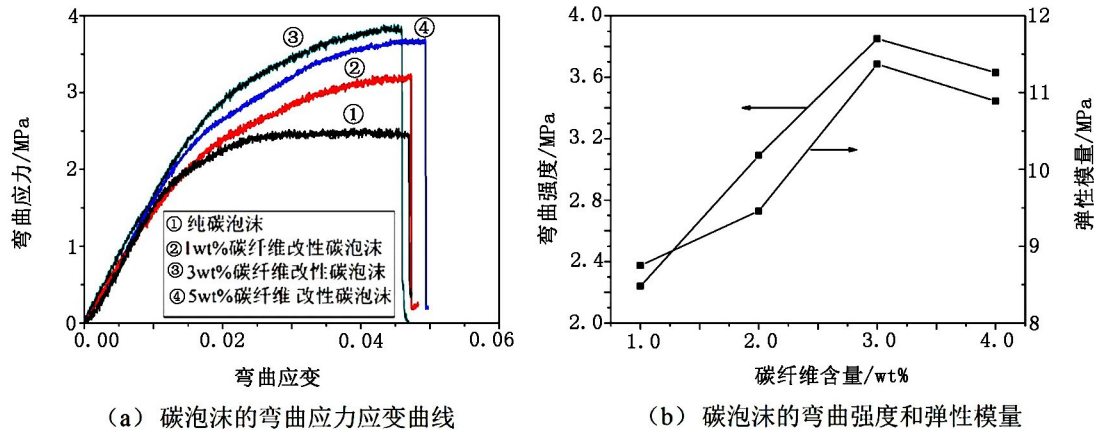 4
3
2
1
0
弯曲应力/MPa
①
②
③
④
① 纯碳泡沫
② 1wt%碳纤维改性碳泡沫
③ 3wt%碳纤维改性碳泡沫
④ 5wt%碳纤维 改性碳泡沫
0.00 0.02 0.04 0.06
弯曲应变
(a) 碳泡沫的弯曲应力应变曲线
4.0
3.6
3.2
2.8
2.4
2.0
弯曲强度/MPa
12
11
10
9
8
弹性模量/MPa
1.0 2.0 3.0 4.0
碳纤维含量/wt%
(b) 碳泡沫的弯曲强度和弹性模量